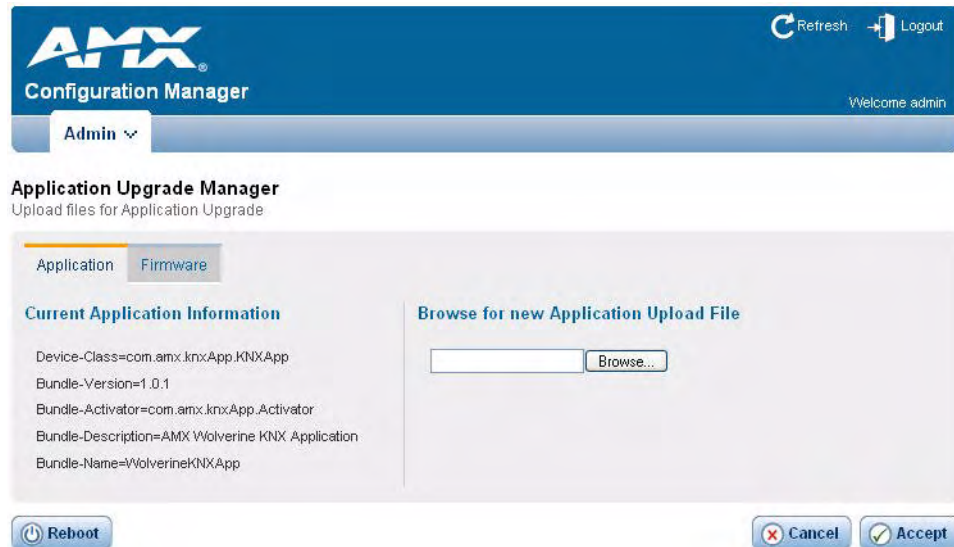 AMX®
Configuration Manager
Refresh
Logout
Welcome admin
Admin
Application Upgrade Manager
Upload files for Application Upgrade
Application
Firmware
Current Application Information
Device-Class=com.amx.knxApp.KNXApp
Bundle-Version=1.0.1
Bundle-Activator=com.amx.knxApp.Activator
Bundle-Description=AMX Wolverine KNX Application
Bundle-Name=WolverineKNXApp
Browse for new Application Upload File
Browse...
Reboot
Cancel
Accept